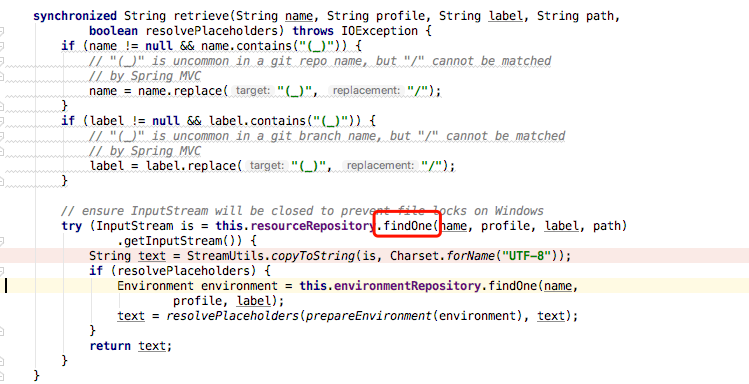 synchronized String retrieve(String name, String profile, String label, String path,
boolean resolvePlaceholders) throws IOException {
if (name != null && name.contains("(_)")) {
// "(_)" is uncommon in a git repo name, but "/" cannot be matched
// by Spring MVC
name = name.replace( target: "(_)", replacement: "/");
}
if (label != null && label.contains("(_)")) {
// "(_)" is uncommon in a git branch name, but "/" cannot be matched
// by Spring MVC
label = label.replace( target: "(_)", replacement: "/");
}
// ensure InputStream will be closed to prevent file locks on Windows
try (InputStream is = this.resourceRepository.findOne(name, profile, label, path)
.getInputStream()) {
String text = StreamUtils.copyToString(is, Charset.forName("UTF-8"));
if (resolvePlaceholders) {
Environment environment = this.environmentRepository.findOne(name,
profile, label);
text = resolvePlaceholders(prepareEnvironment(environment), text);
}
return text;
}
}